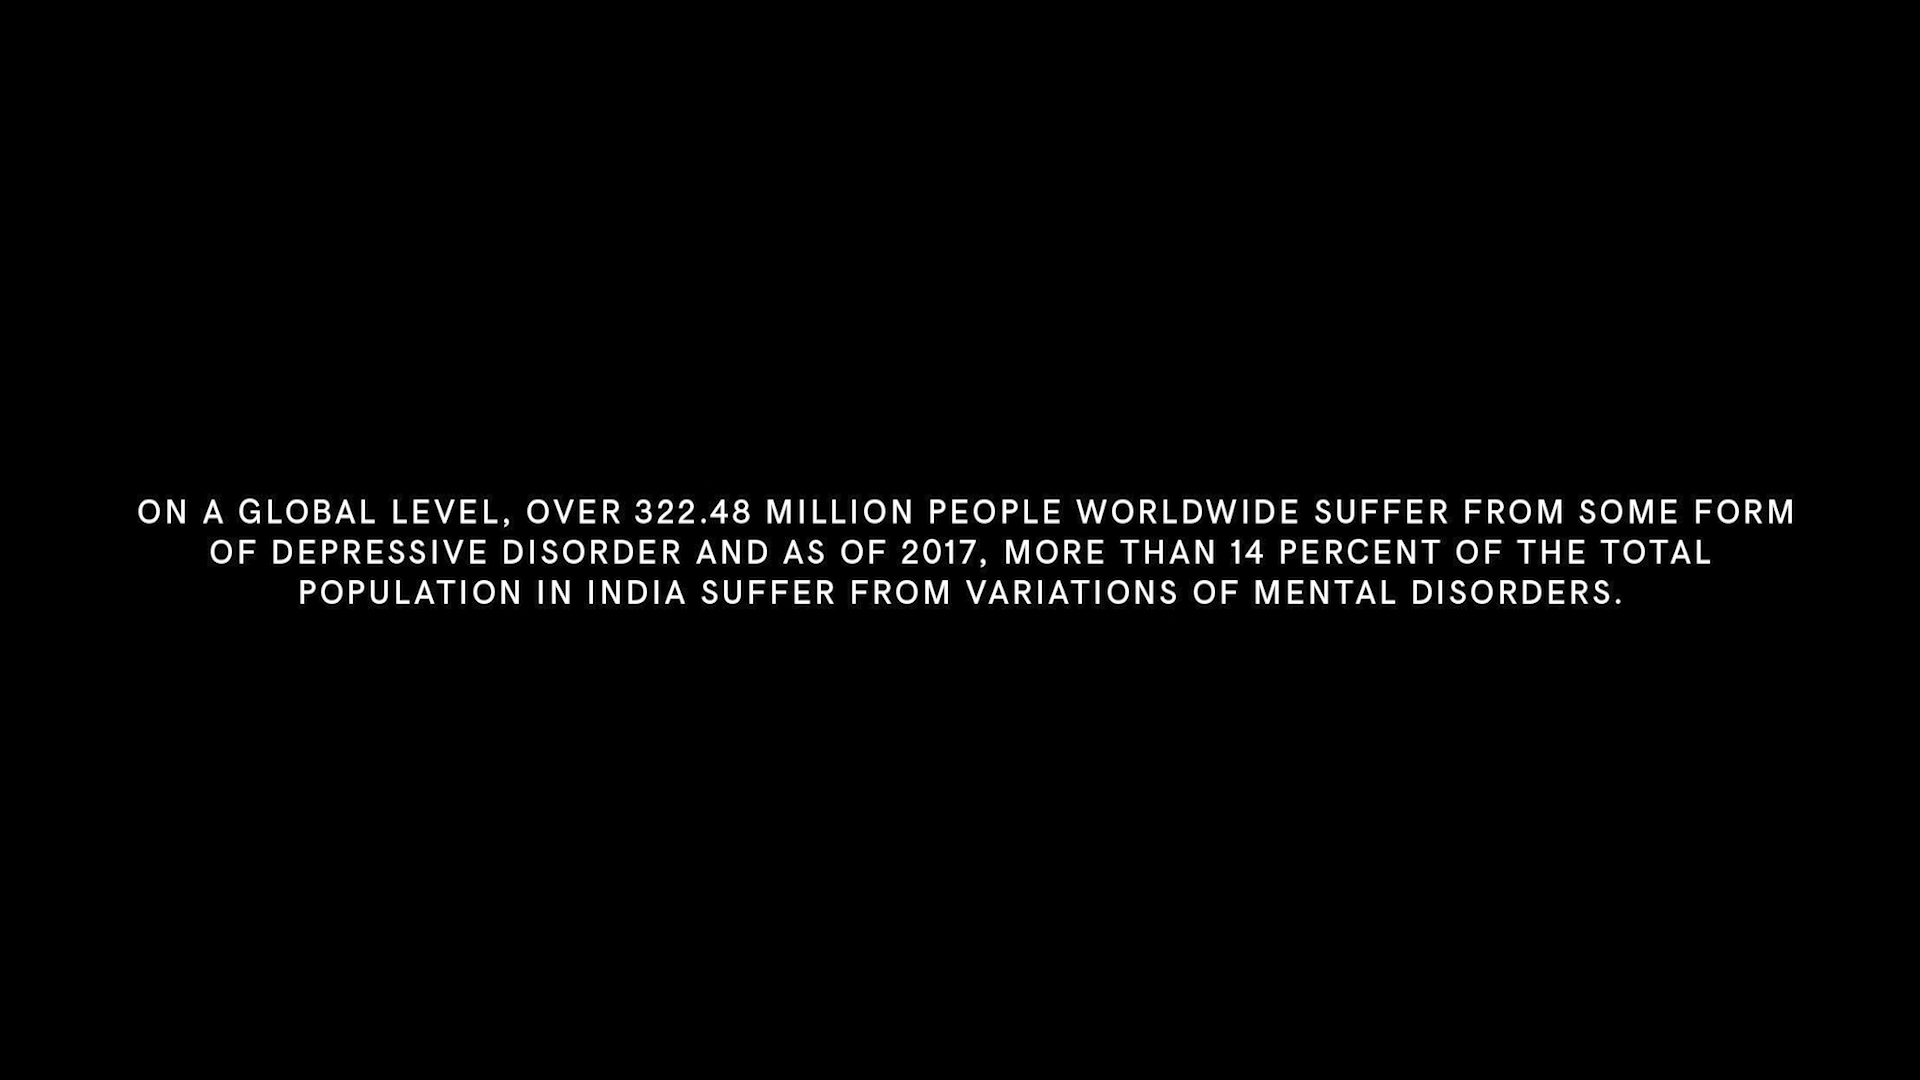 ON A GLOBAL LEVEL, OVER 322.48 MILLION PEOPLE WORLDWIDE SUFFER FROM SOME FORM
OF DEPRESSIVE DISORDER AND AS OF 2017, MORE THAN 14 PERCENT OF THE TOTAL
POPULATION IN INDIA SUFFER FROM VARIATIONS OF MENTAL DISORDERS.